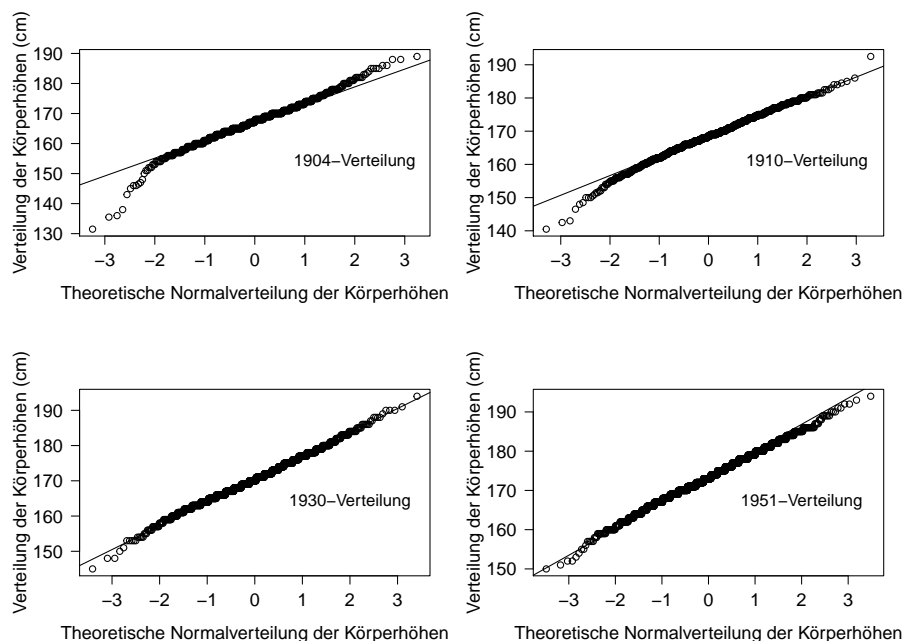 Verteilung der Körperhöhen (cm)
190
180
170
160
150
140
130
1904−Verteilung
−3 −2 −1 0 1 2 3
Theoretische Normalverteilung der Körperhöhen
Verteilung der Körperhöhen (cm)
190
180
170
160
150
140
1910−Verteilung
−3 −2 −1 0 1 2 3
Theoretische Normalverteilung der Körperhöhen
Verteilung der Körperhöhen (cm)
190
180
170
160
150
1930−Verteilung
−3 −2 −1 0 1 2 3
Theoretische Normalverteilung der Körperhöhen
Verteilung der Körperhöhen (cm)
190
180
170
160
150
1951−Verteilung
−3 −2 −1 0 1 2 3
Theoretische Normalverteilung der Körperhöhen